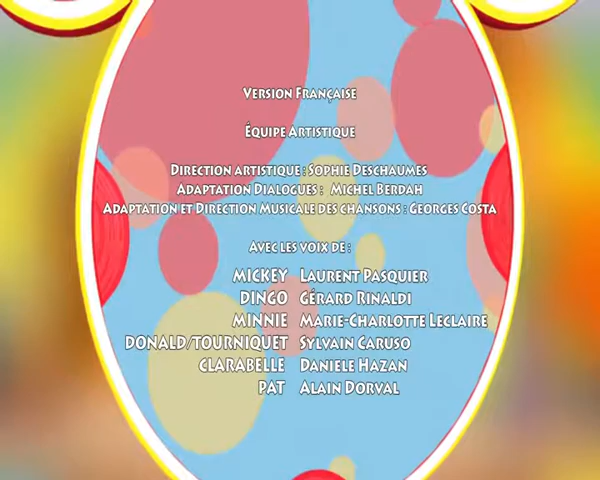 Version Française
Équipe Artistique
Direction artistique : Sophie Deschaumes
Adaptation Dialogues : Michel Berdah
Adaptation et Direction Musicale des chansons : Georges Costa
Avec les voix de :
MICKEY Laurent Pasquier
DINGO Gérard Rinaldi
MINNIE Marie-Charlotte Leclaire
DONALD/TOURNIQUET Sylvain Caruso
CLARABELLE Daniele Hazan
PAT Alain Dorval